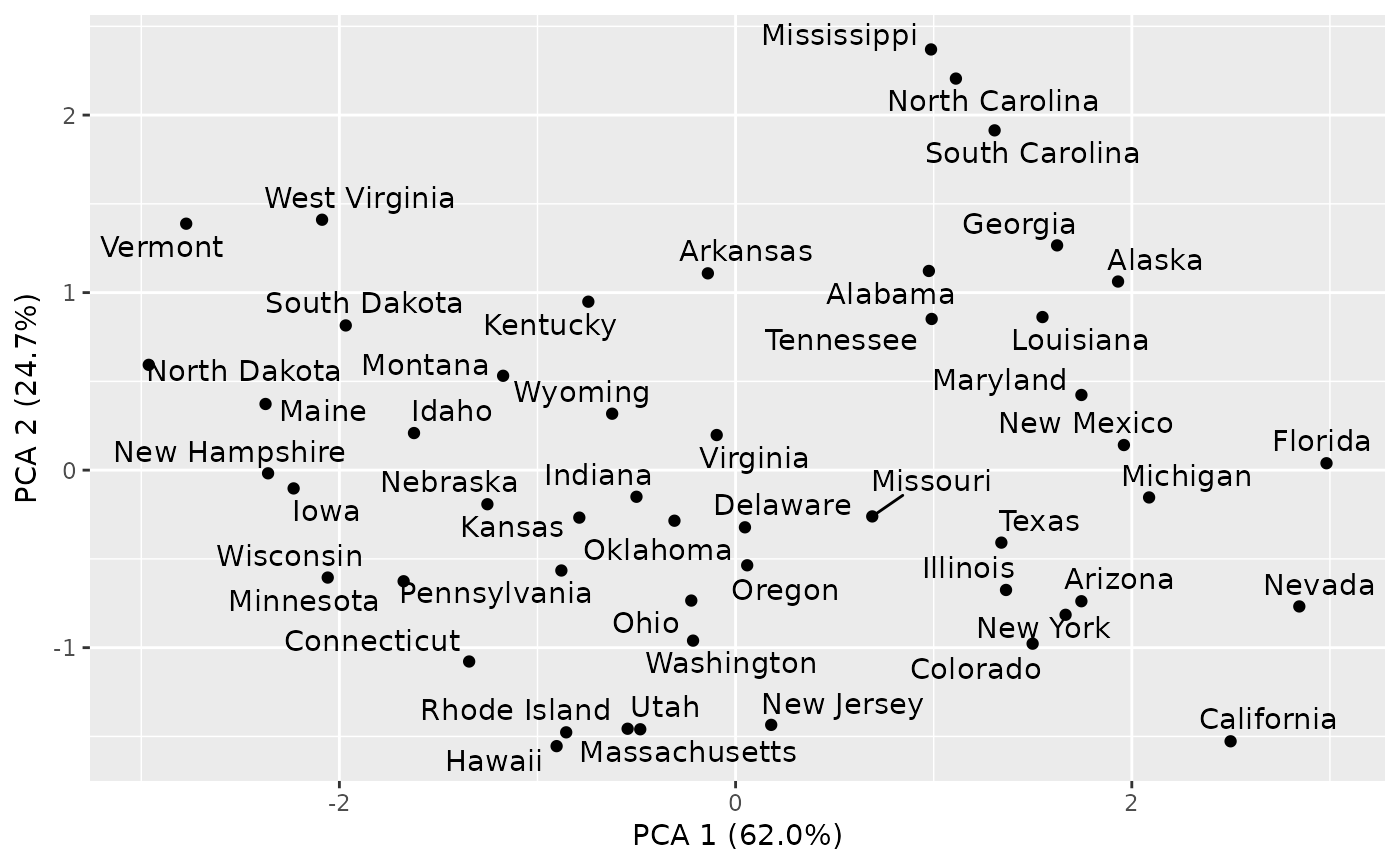 Mississippi
North Carolina
2
South Carolina
West Virginia
Georgia
Vermont
Arkansas
Alaska
1
Alabama
South Dakota
Kentucky
Tennessee
Louisiana
North Dakota
Montana
Maryland
Wyoming
Maine
Idaho
New Mexico
Florida
New Hampshire
0
Virginia
Indiana
Michigan
Nebraska
Missouri
Delaware
Iowa
Kansas
Texas
Oklahoma
Wisconsin
Illinois
Arizona
Nevada
Oregon
Pennsylvania
Minnesota
Ohio
New York
Connecticut
-1
Washington
Colorado
New Jersey
Utah
Rhode Island
California
Massachusetts
Hawaii
-2
0
2
PCA 1 (62.0%)
PCA 2 (24.7%)